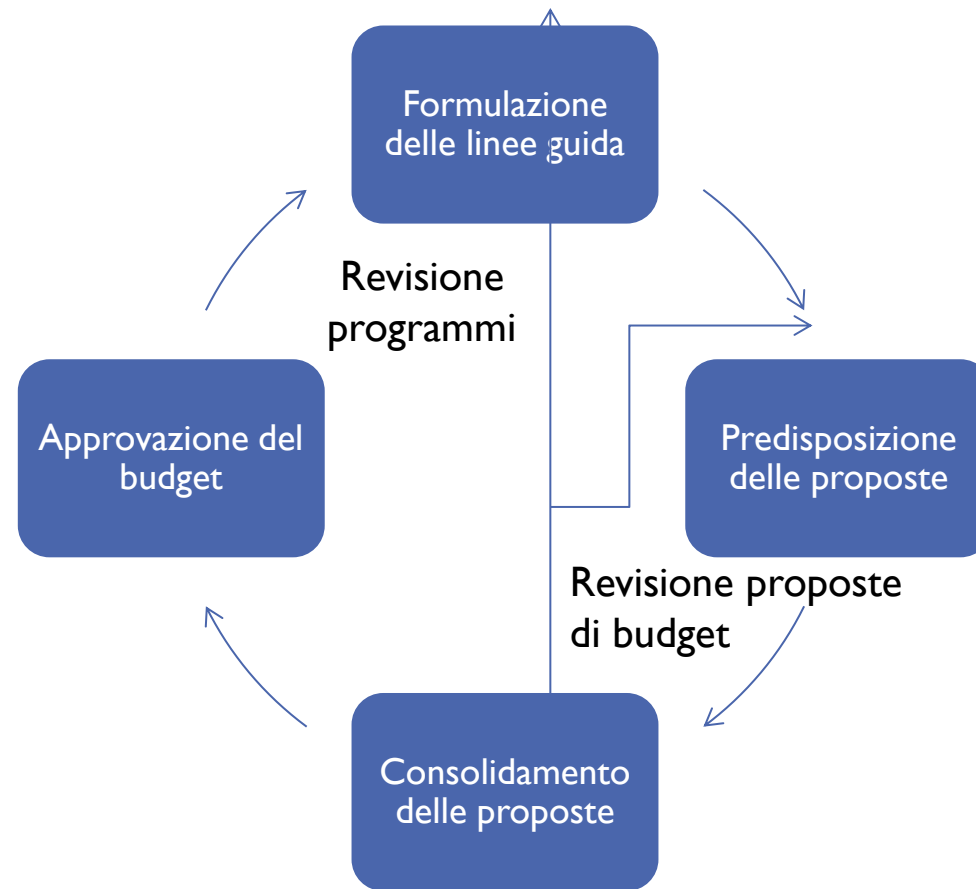 Formulazione
delle linee guida
Revisione
programmi
Approvazione del
budget
Predisposizione
delle proposte
Revisione proposte
di budget
Consolidamento
delle proposte